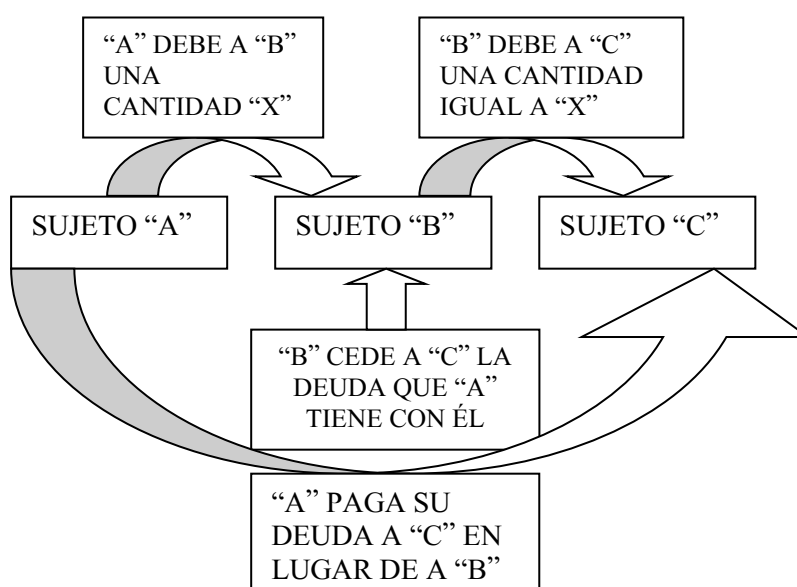 “A” DEBE A “B”
UNA
CANTIDAD “X”
“B” DEBE A “C”
UNA CANTIDAD
IGUAL A “X”
SUJETO “A”
SUJETO “B”
SUJETO “C”
“B” CEDE A “C” LA
DEUDA QUE “A”
TIENE CON ÉL
“A” PAGA SU
DEUDA A “C” EN
LUGAR DE A “B”